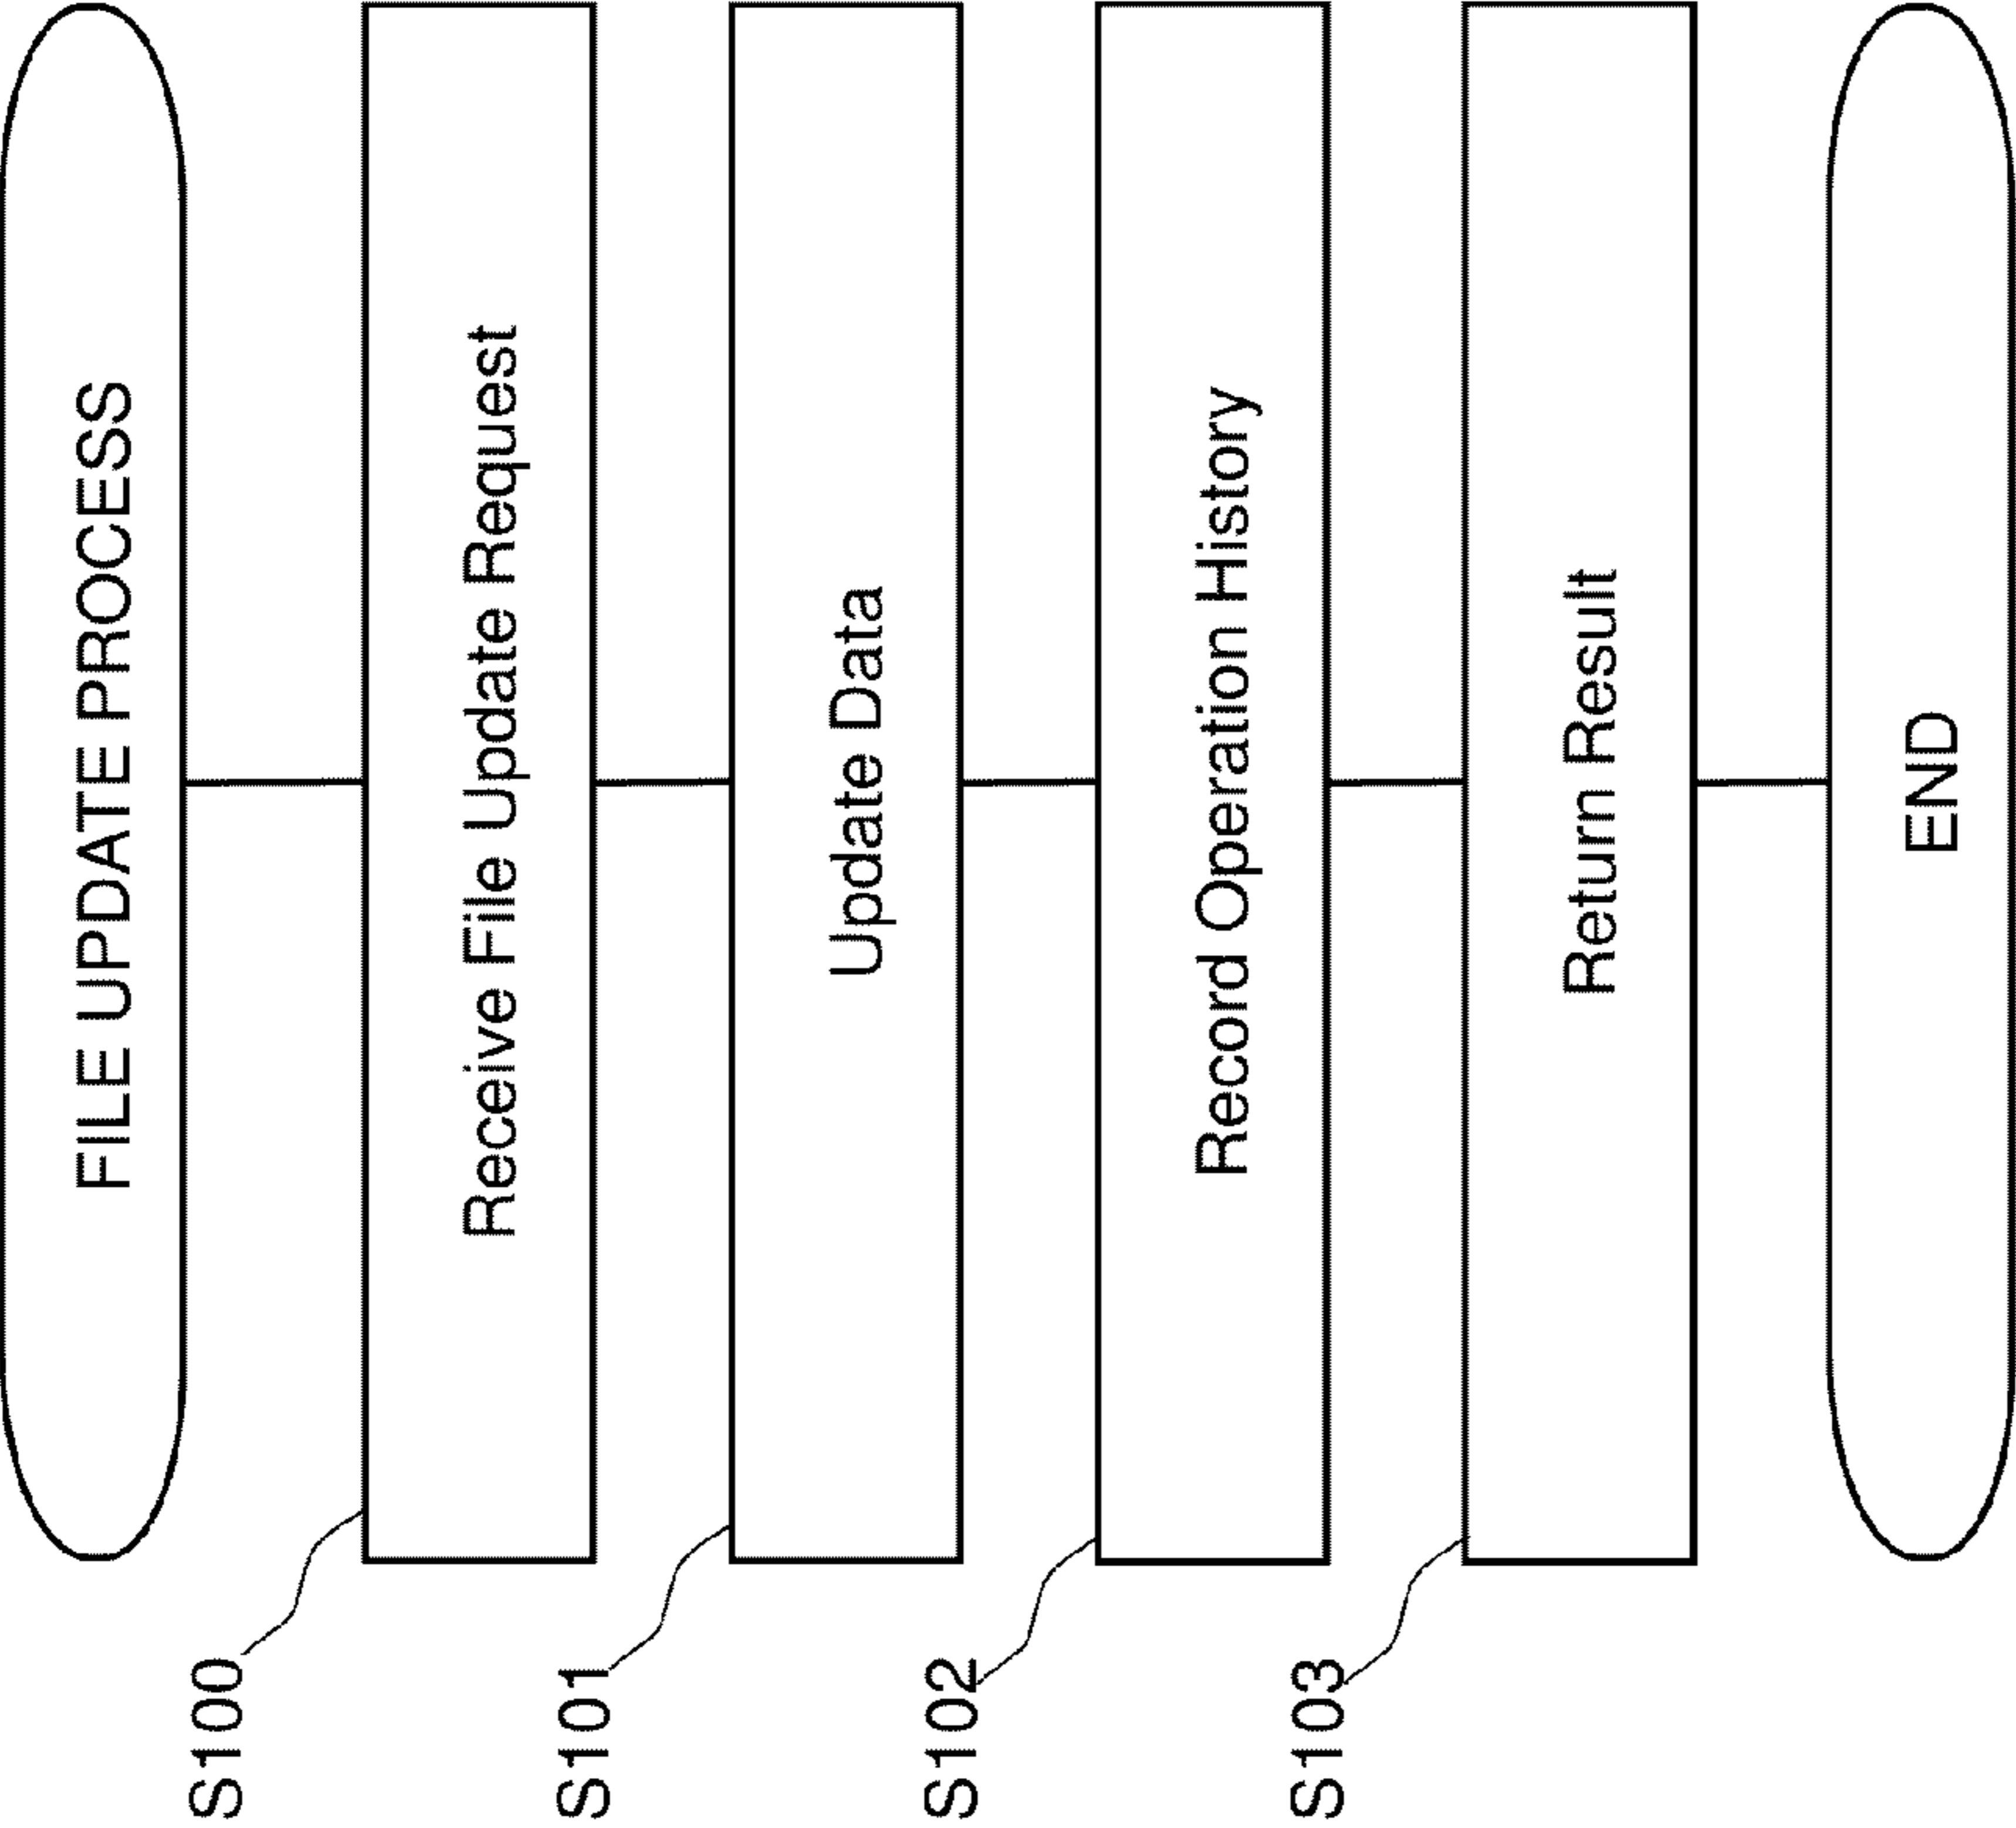 FILE UPDATE PROCESS
S100
Receive File Update Request
S101
Update Data
S102
Record Operation History
S103
Return Result
END